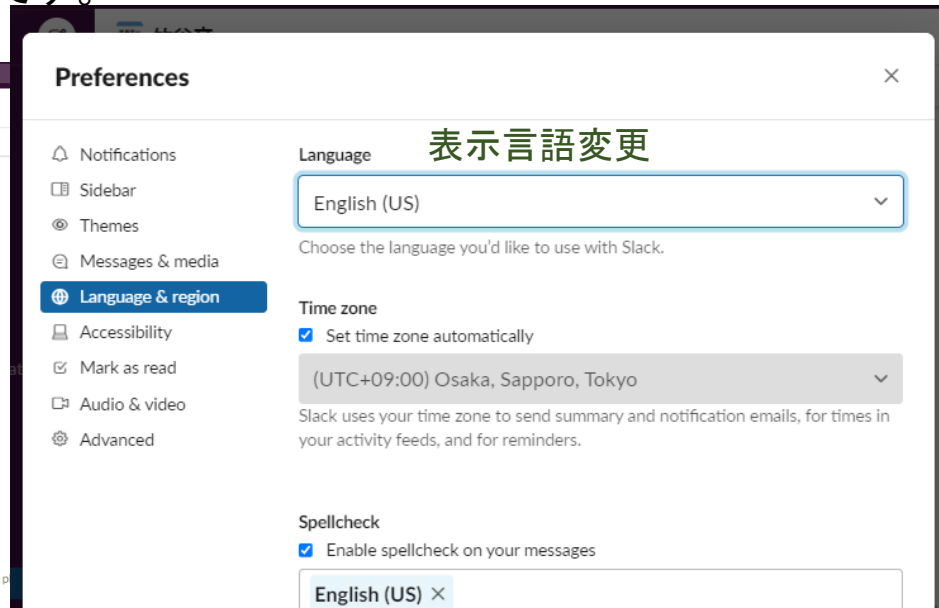 です。
Preferences
Notifications
Sidebar
Themes
Messages & media
Language & region
Accessibility
Mark as read
Audio & video
Advanced
Language 表示言語変更
English (US)
Choose the language you’d like to use with Slack.
Time zone
Set time zone automatically
(UTC+09:00) Osaka, Sapporo, Tokyo
Slack uses your time zone to send summary and notification emails, for times in
your activity feeds, and for reminders.
Spellcheck
Enable spellcheck on your messages
English (US)